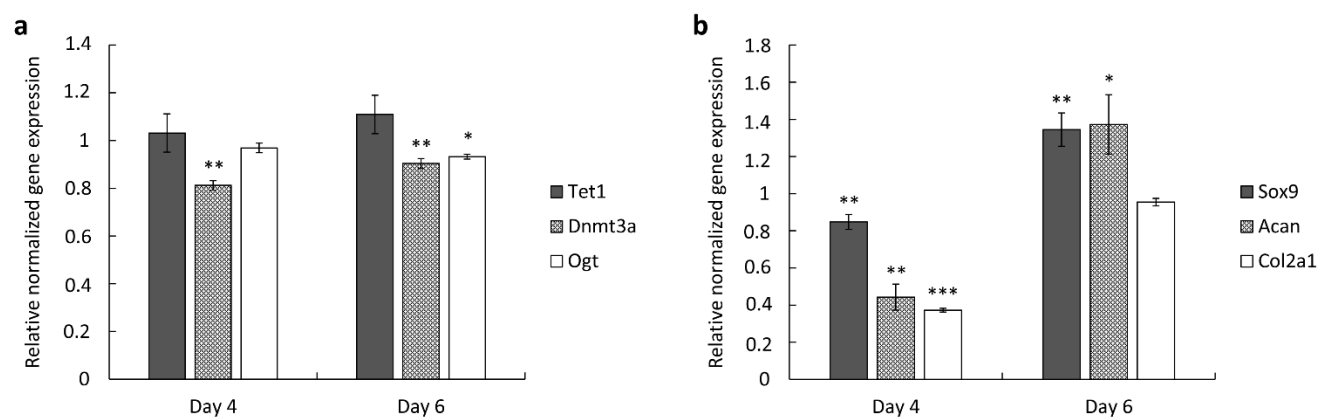 a
Relative normalized gene expression
1.4
1.2
1
0.8
0.6
0.4
0.2
0
**
**
*
Day 4
Day 6
Tet1
Dnmt3a
Ogt
b
Relative normalized gene expression
1.8
1.6
1.4
1.2
1
0.8
0.6
0.4
0.2
0
**
**
***
**
*
Day 4
Day 6
Sox9
Acan
Col2a1